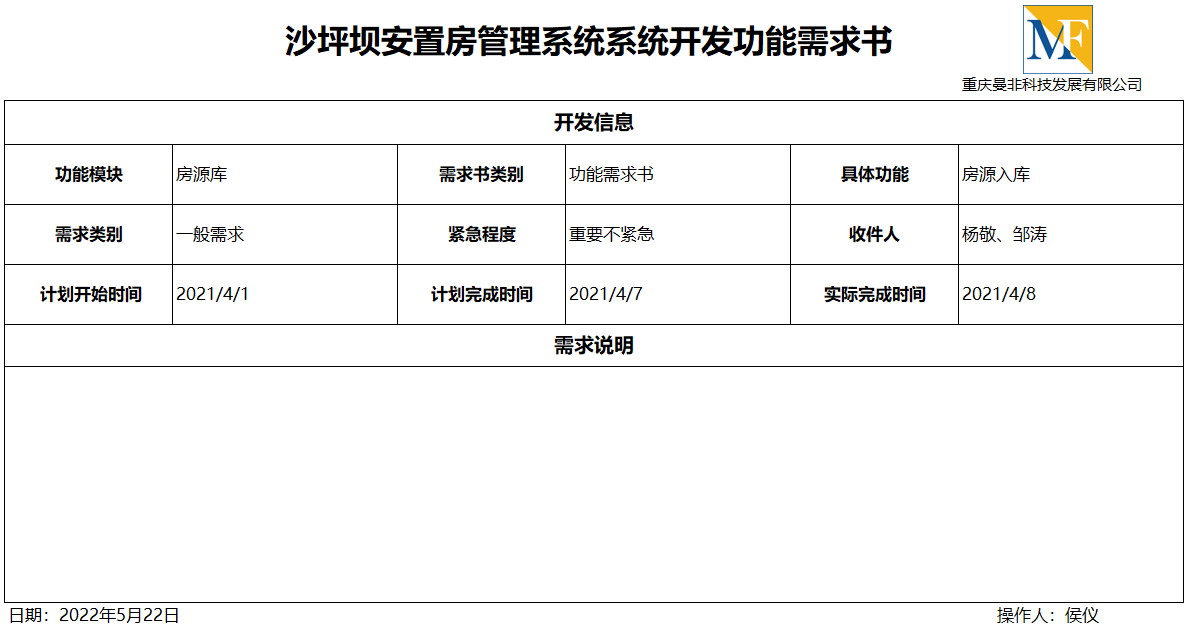 沙坪坝安置房管理系统系统开发功能需求书
MF
重庆曼非科技发展有限公司
开发信息
功能模块 房源库 需求书类别 功能需求书 具体功能 房源入库
需求类别 一般需求 紧急程度 重要不紧急 收件人 杨敬、邹涛
计划开始时间 2021/4/1 计划完成时间 2021/4/7 实际完成时间 2021/4/8
需求说明
日期：2022年5月22日 操作人：侯仪